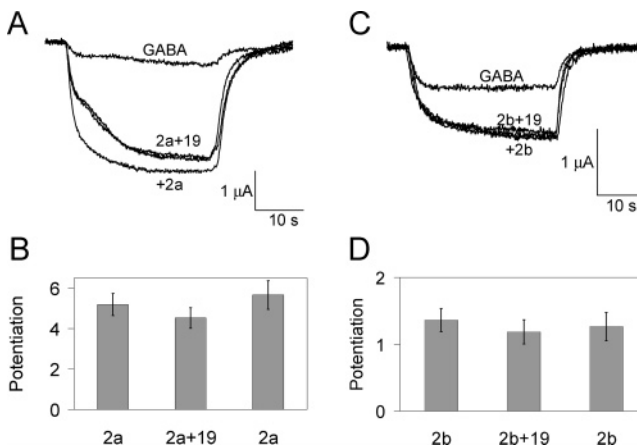 A
GABA
2a+19
+2a
1 μA
10 s
C
GABA
2b+19
+2b
1 μA
10 s
B
Potentiation
6
4
2
0
2a 2a+19 2a
D
Potentiation
2
1
0
2b 2b+19 2b